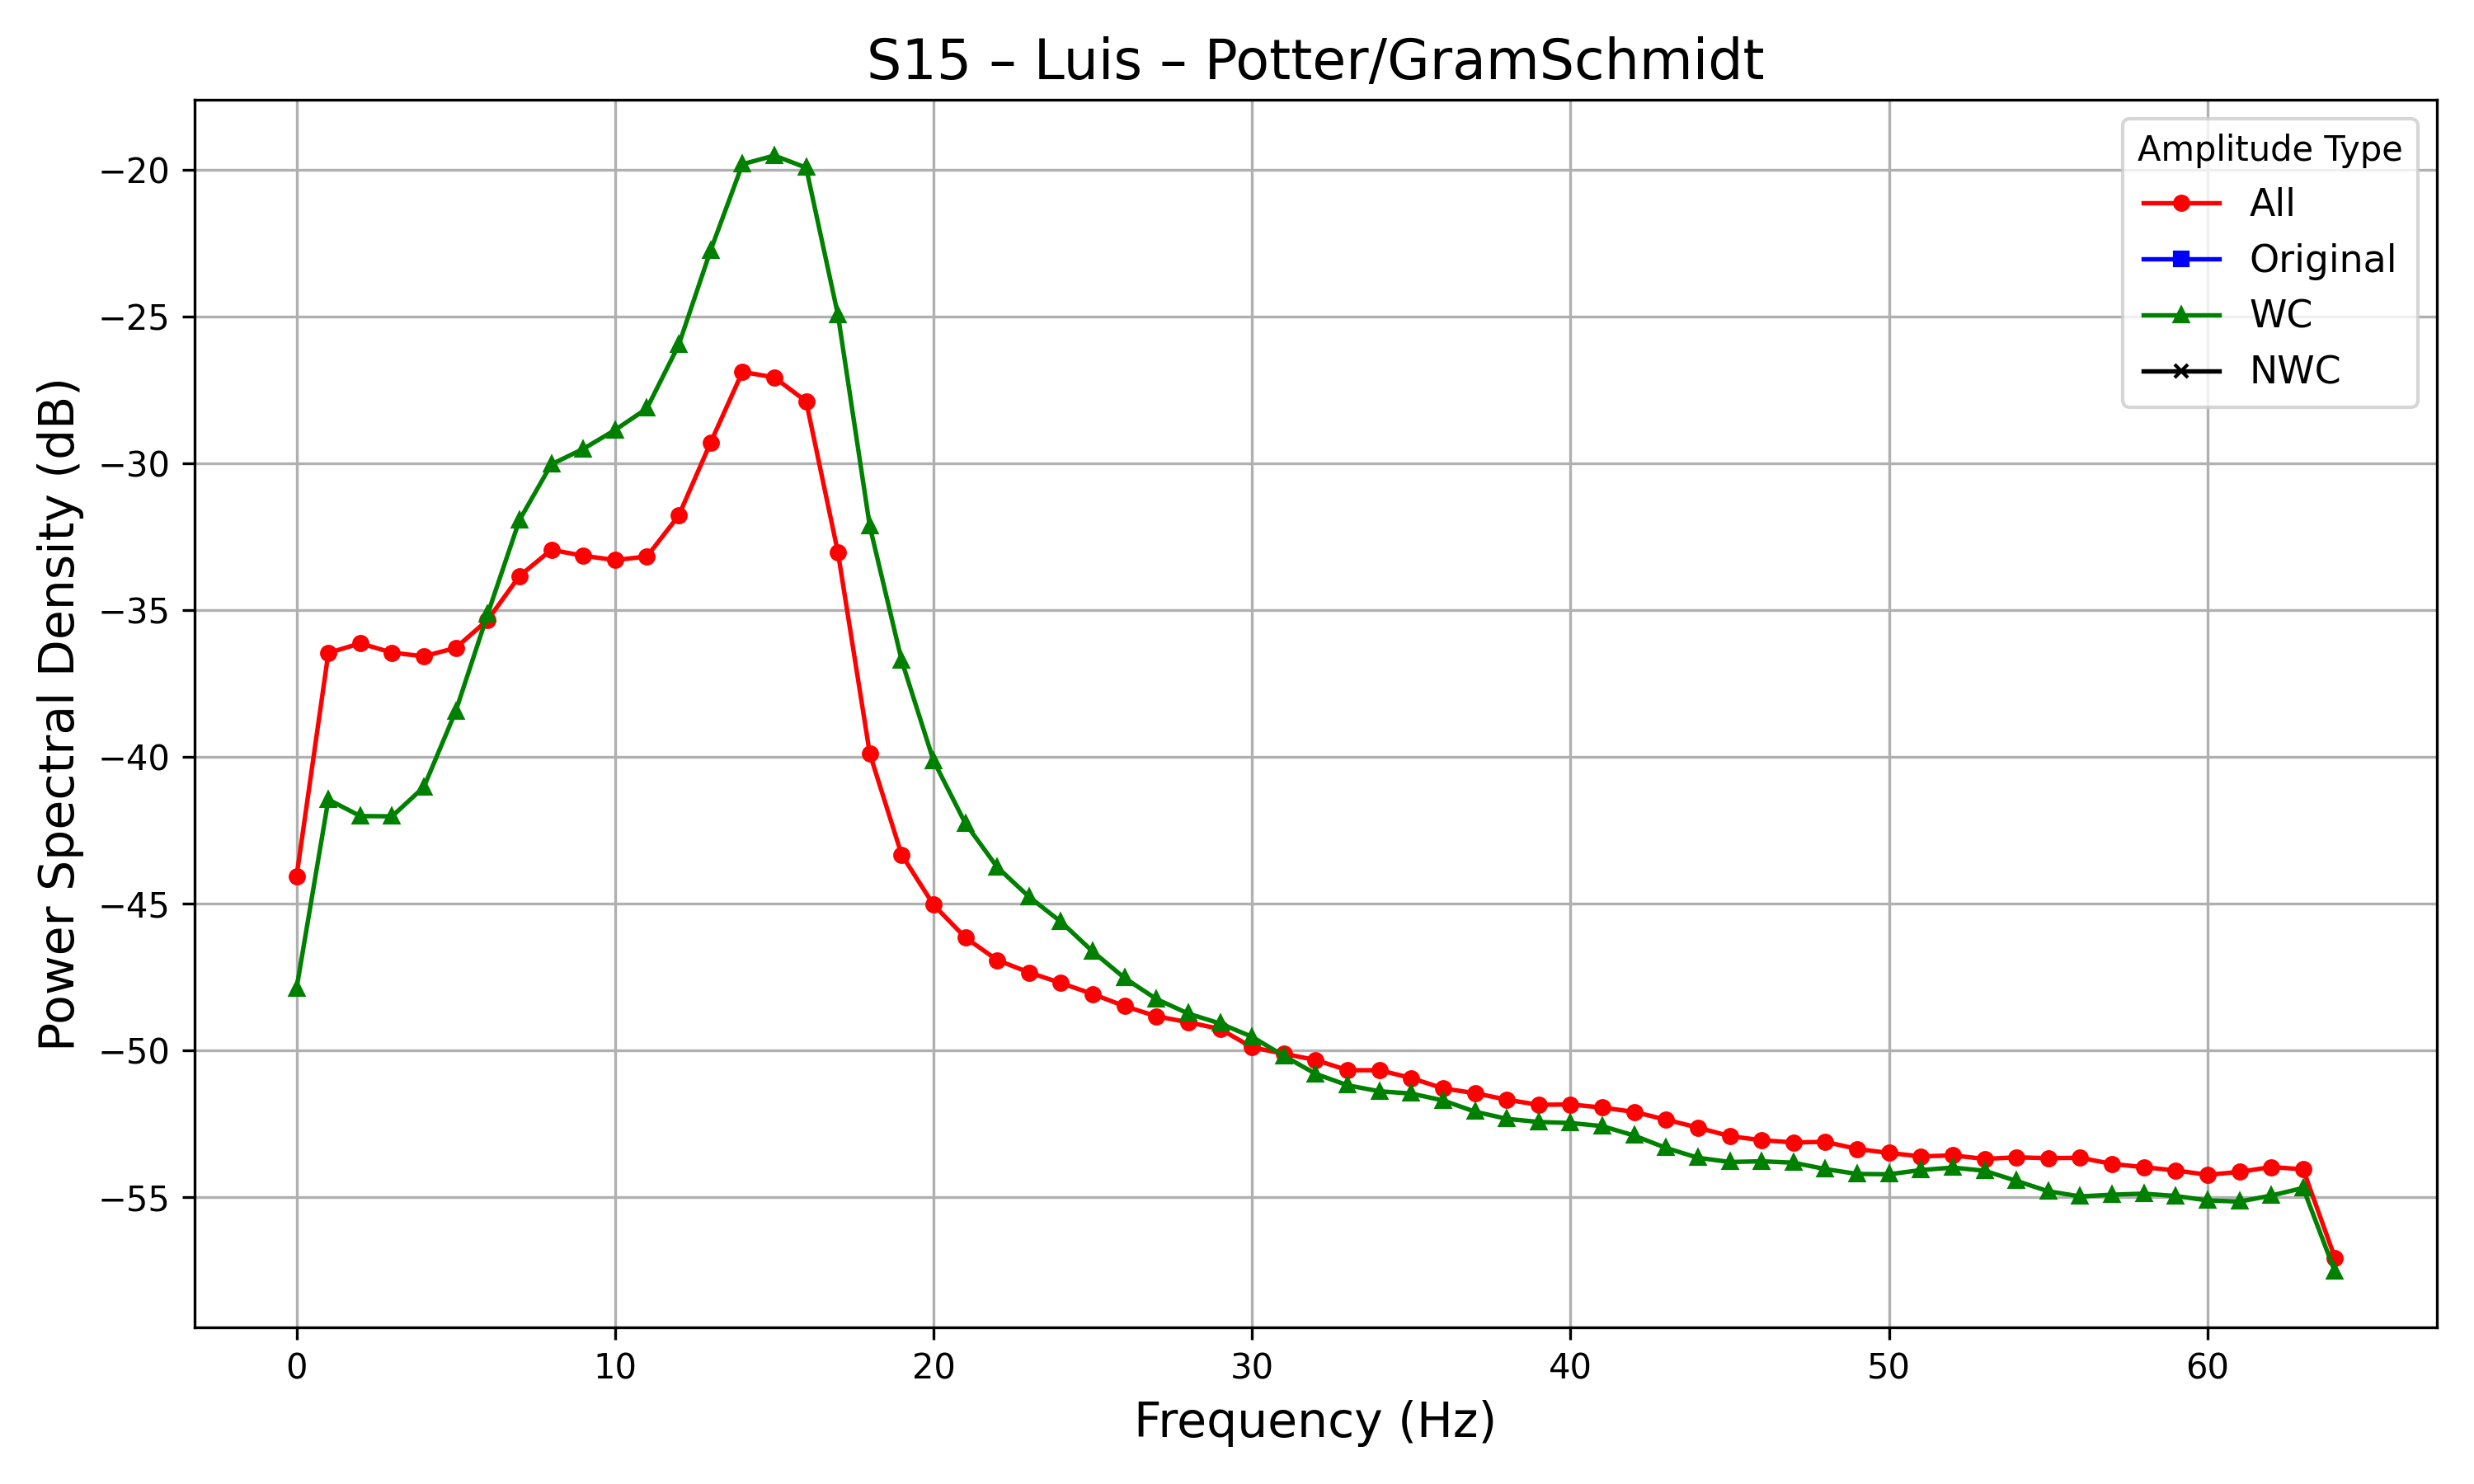 S15 – Luis – Potter/GramSchmidt
Power Spectral Density (dB)
−20
−25
−30
−35
−40
−45
−50
−55
Amplitude Type
All
Original
WC
NWC
0 10 20 30 40 50 60
Frequency (Hz)